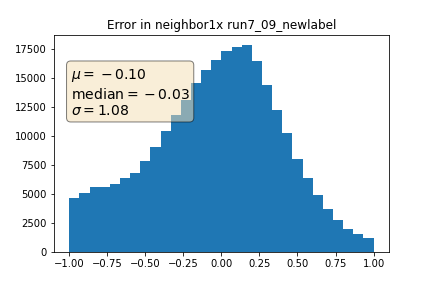 Error in neighbor1x run7_09_newlabel
17500
15000
12500
10000
7500
5000
2500
0
μ = −0.10
median = −0.03
σ = 1.08
−1.00 −0.75 −0.50 −0.25 0.00 0.25 0.50 0.75 1.00